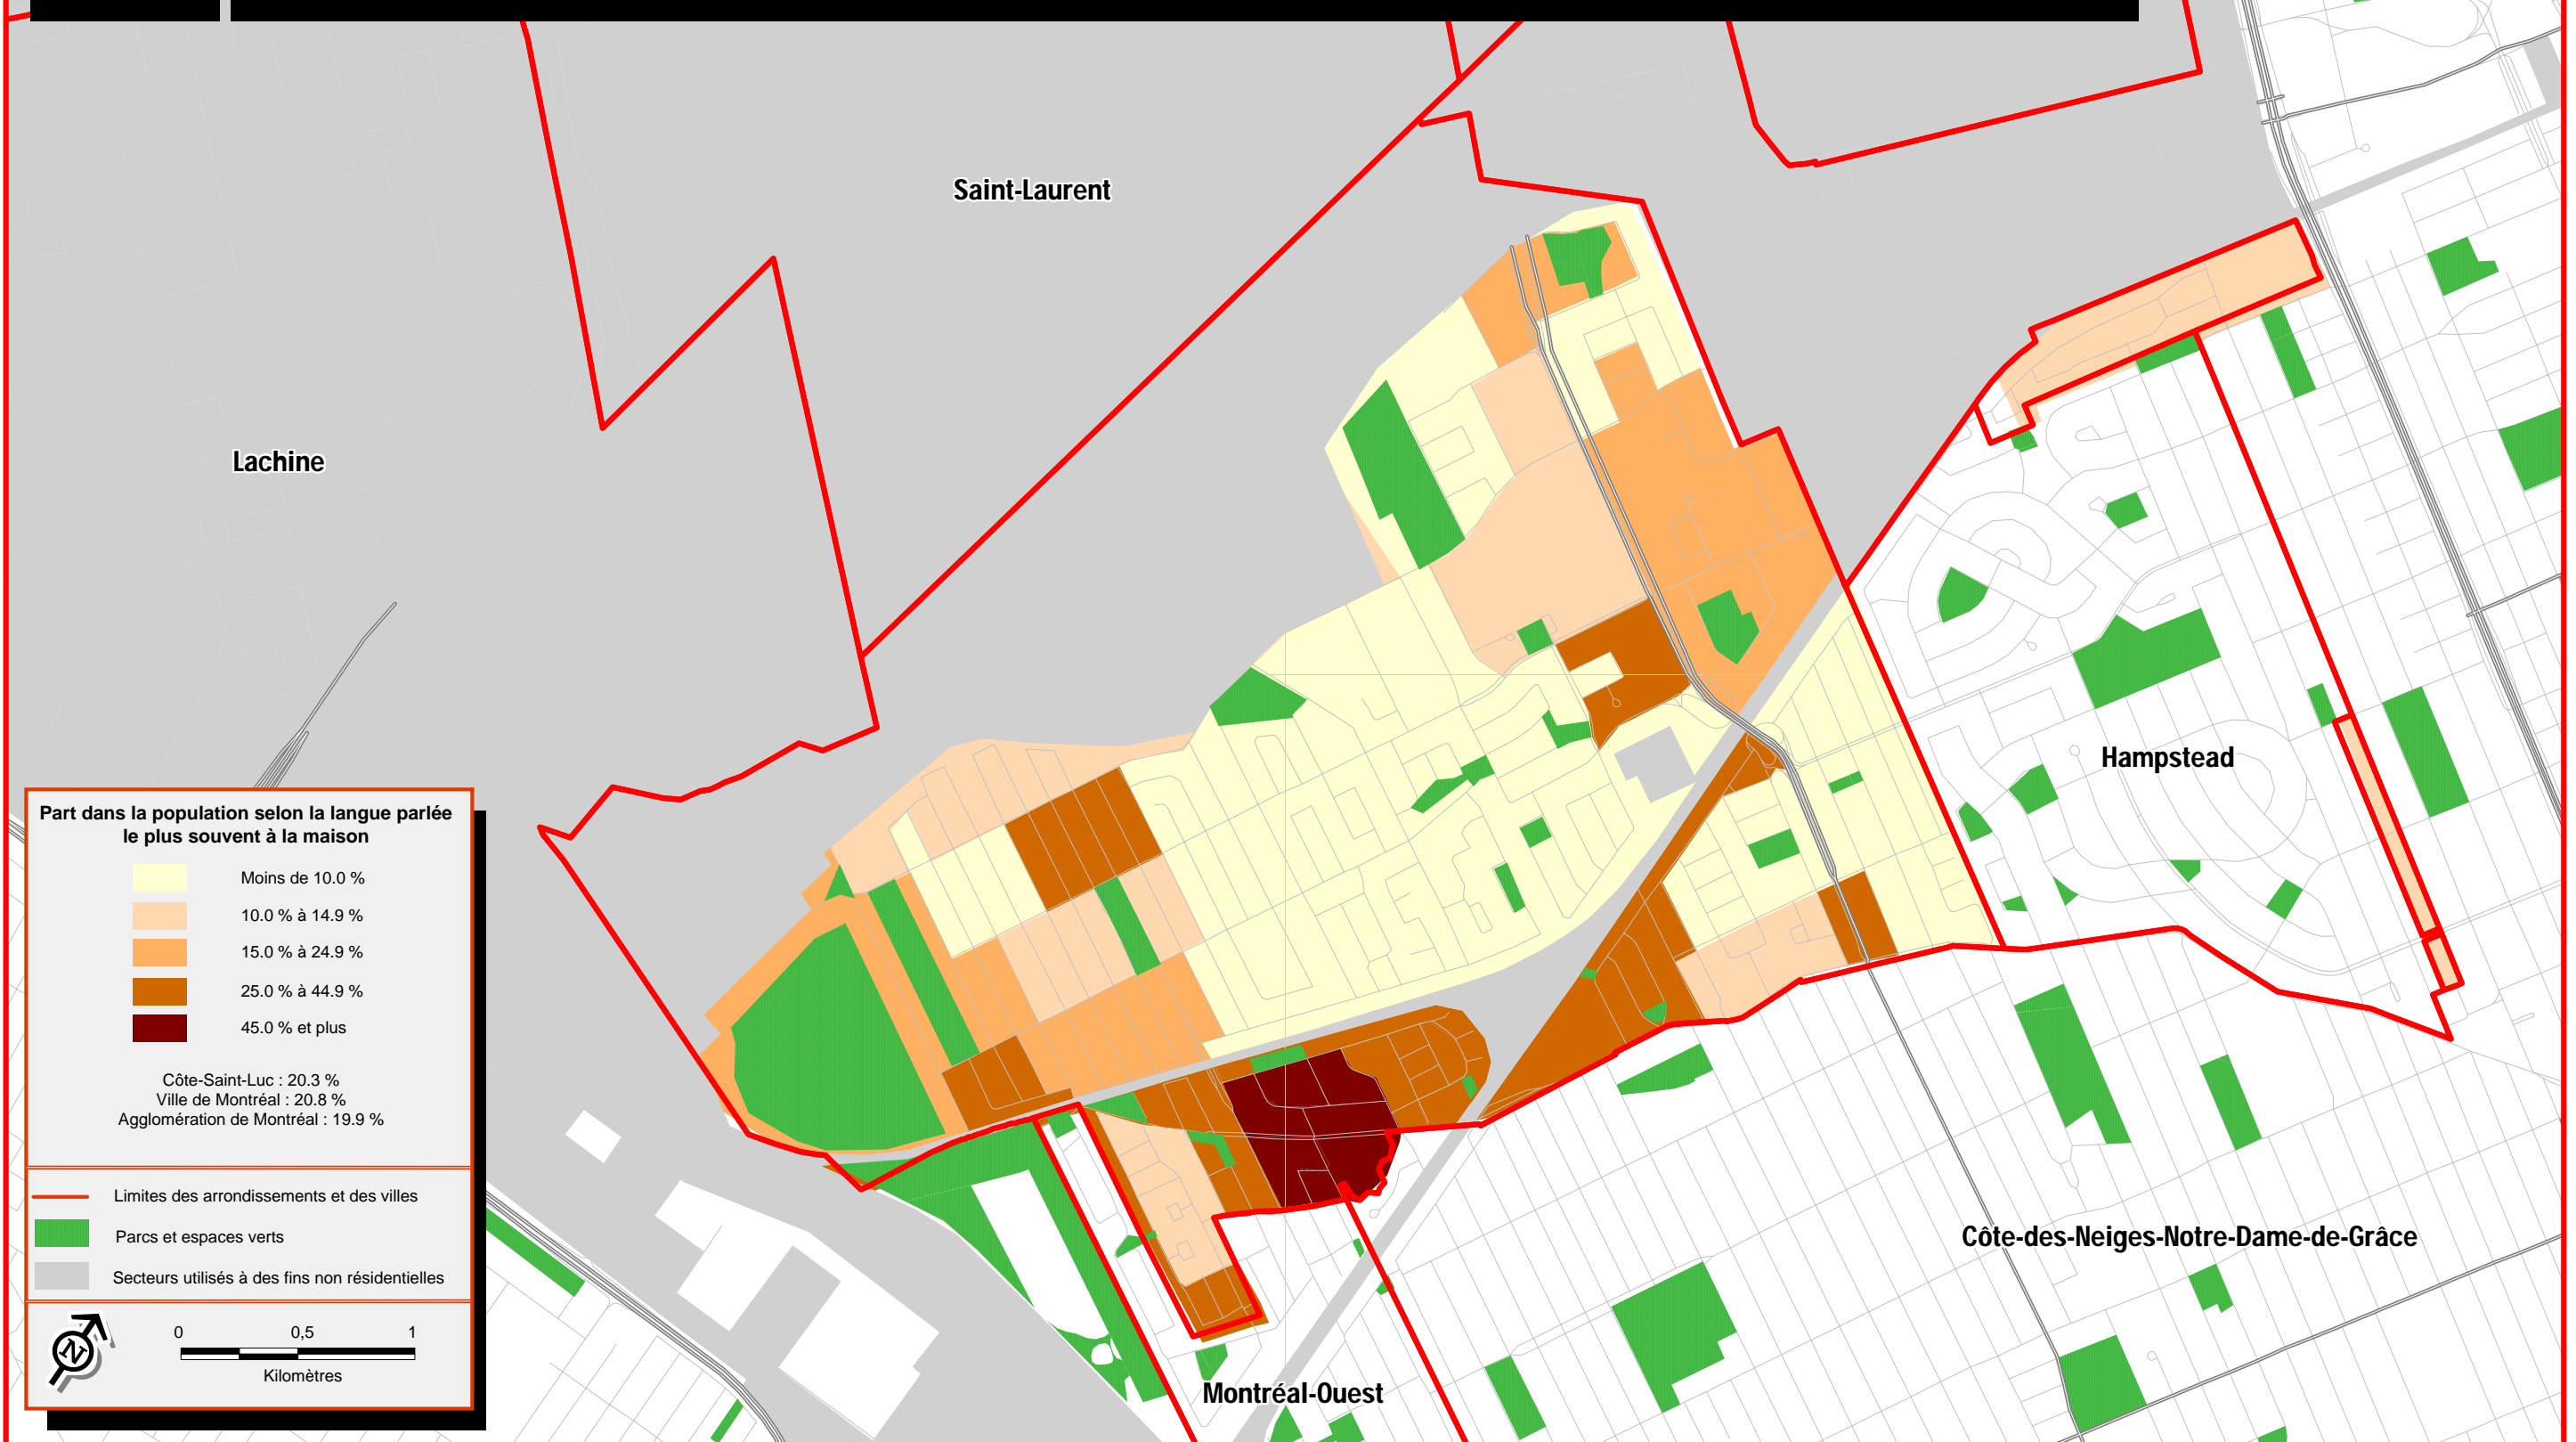 Saint-Laurent
Lachine
Hampstead
Côte-des-Neiges-Notre-Dame-de-Grâce
Montréal-Ouest
Part dans la population selon la langue parlée
le plus souvent à la maison
Moins de 10.0 %
10.0 % à 14.9 %
15.0 % à 24.9 %
25.0 % à 44.9 %
45.0 % et plus
Côte-Saint-Luc : 20.3 %
Ville de Montréal : 20.8 %
Agglomération de Montréal : 19.9 %
Limites des arrondissements et des villes
Parcs et espaces verts
Secteurs utilisés à des fins non résidentielles
N
0 0,5 1
Kilomètres